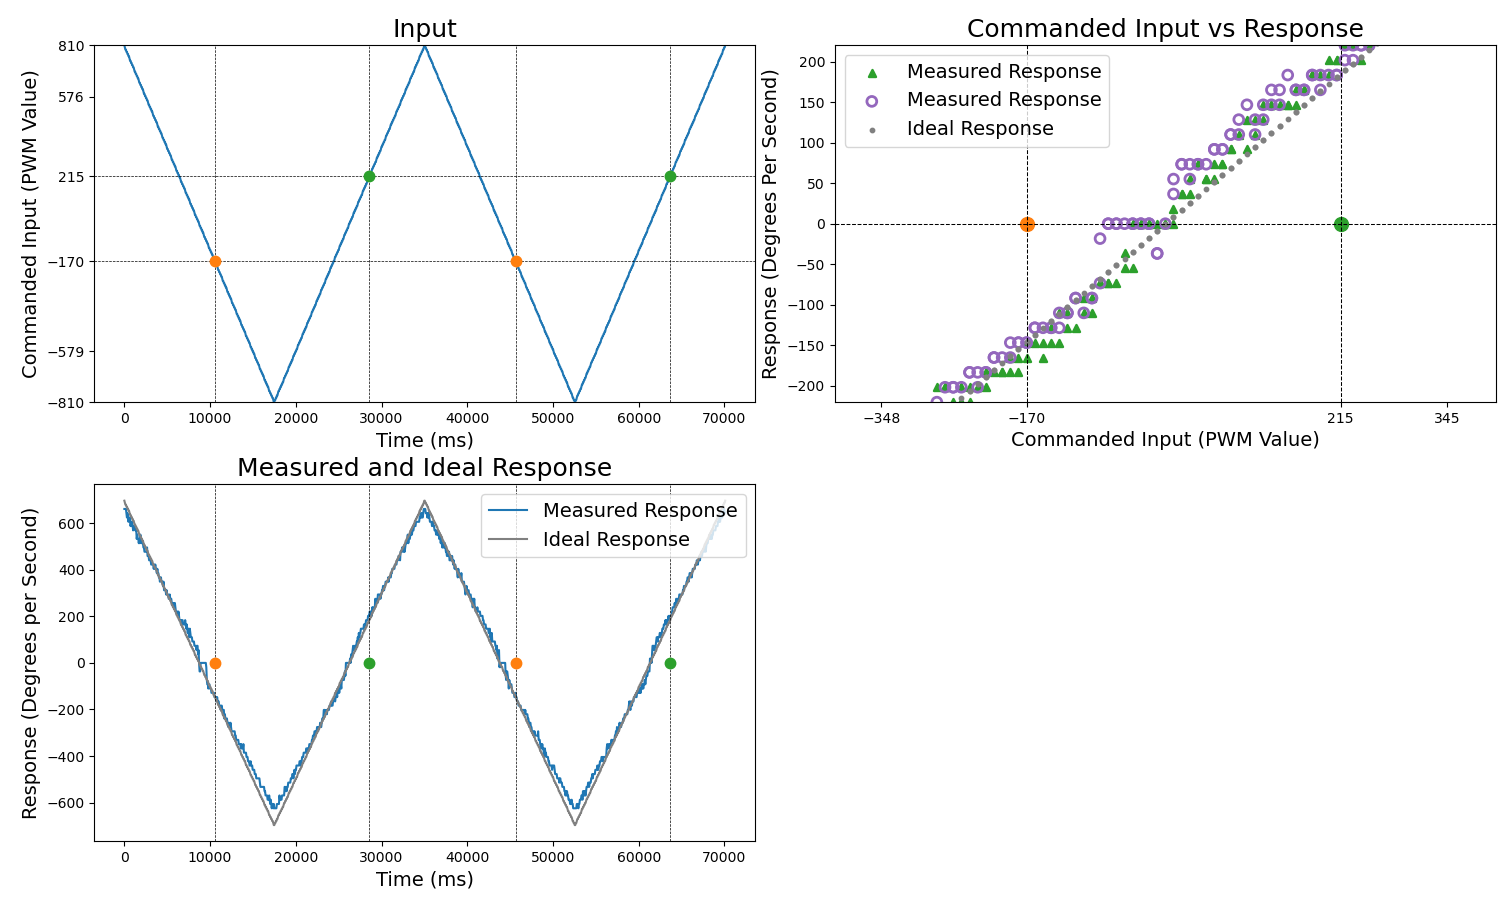 Input
Commanded Input (PWM Value)
810
576
215
−170
−579
−810
0 10000 20000 30000 40000 50000 60000 70000
Time (ms)
Commanded Input vs Response
Response (Degrees Per Second)
200
150
100
50
0
−50
−100
−150
−200
Measured Response
Measured Response
Ideal Response
−348 −170 215 345
Commanded Input (PWM Value)
Measured and Ideal Response
Response (Degrees per Second)
600
400
200
0
−200
−400
−600
Measured Response
Ideal Response
0 10000 20000 30000 40000 50000 60000 70000
Time (ms)